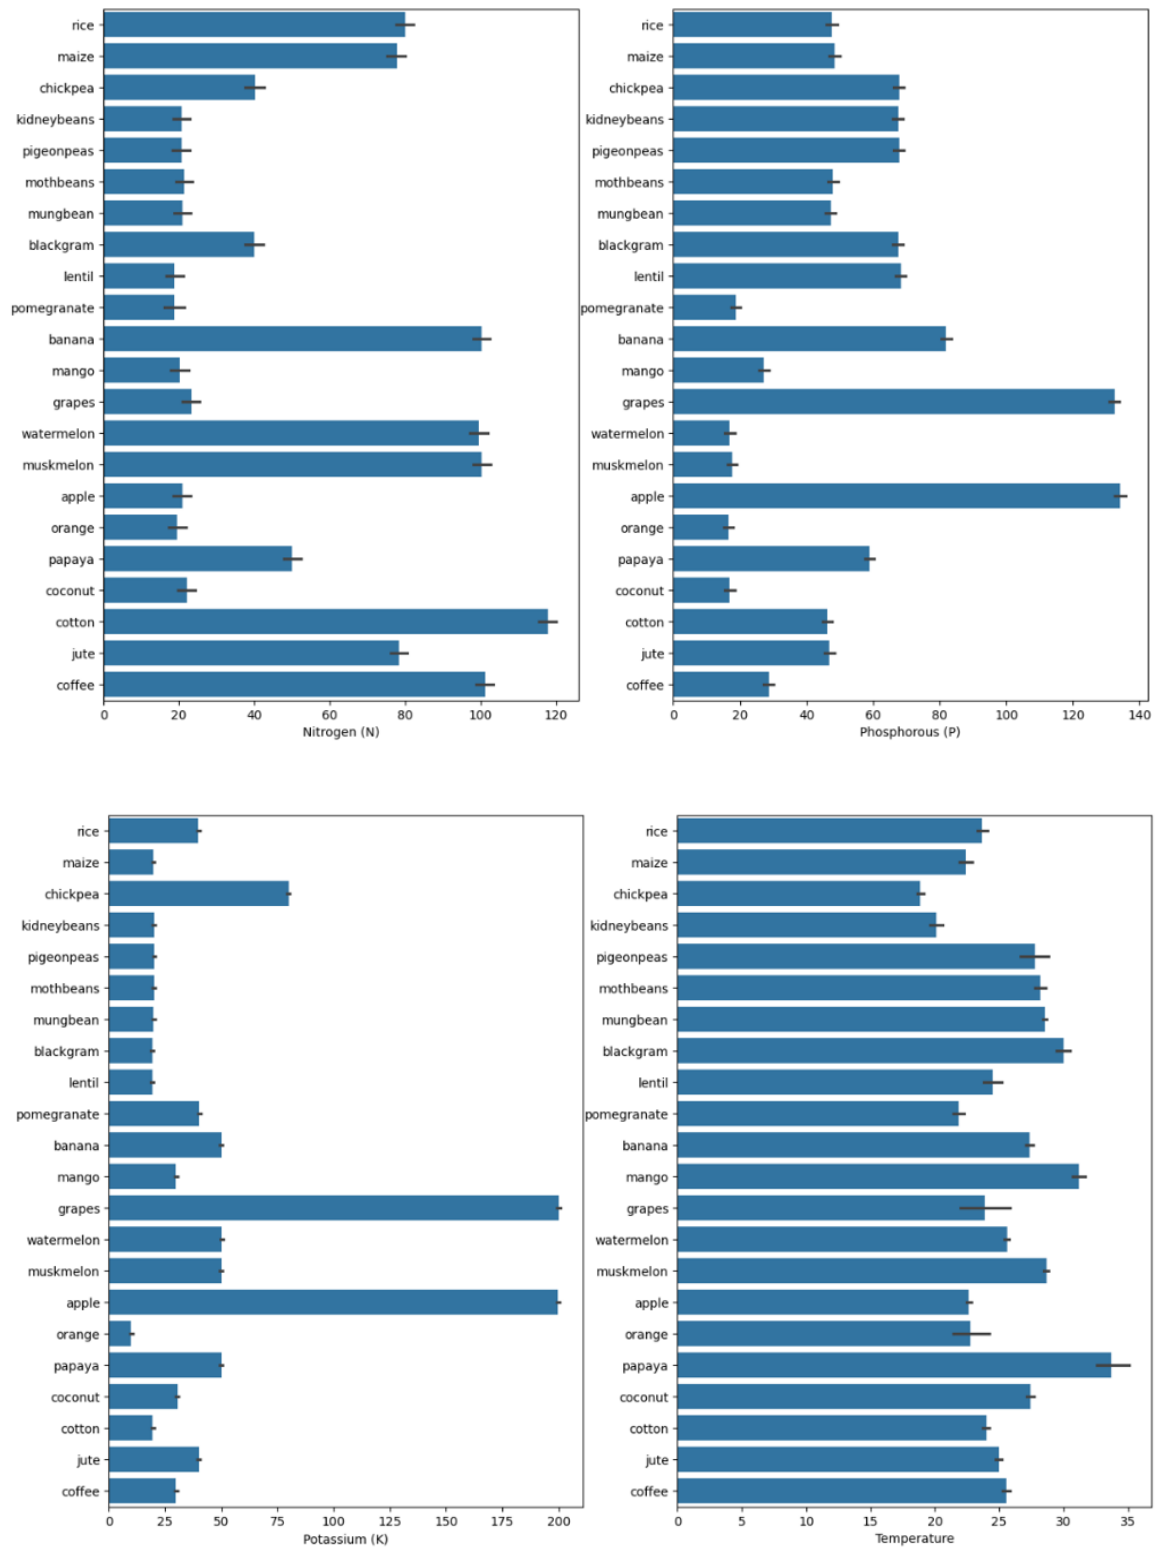 rice
maize
chickpea
kidneybeans
pigeonpeas
mothbeans
mungbean
blackgram
lentil
pomegranate
banana
mango
grapes
watermelon
muskmelon
apple
orange
papaya
coconut
cotton
jute
coffee
0 20 40 60 80 100 120
Nitrogen (N)
rice
maize
chickpea
kidneybeans
pigeonpeas
mothbeans
mungbean
blackgram
lentil
pomegranate
banana
mango
grapes
watermelon
muskmelon
apple
orange
papaya
coconut
cotton
jute
coffee
0 20 40 60 80 100 120 140
Phosphorous (P)
rice
maize
chickpea
kidneybeans
pigeonpeas
mothbeans
mungbean
blackgram
lentil
pomegranate
banana
mango
grapes
watermelon
muskmelon
apple
orange
papaya
coconut
cotton
jute
coffee
0 25 50 75 100 125 150 175 200
Potassium (K)
rice
maize
chickpea
kidneybeans
pigeonpeas
mothbeans
mungbean
blackgram
lentil
pomegranate
banana
mango
grapes
watermelon
muskmelon
apple
orange
papaya
coconut
cotton
jute
coffee
0 5 10 15 20 25 30 35
Temperature